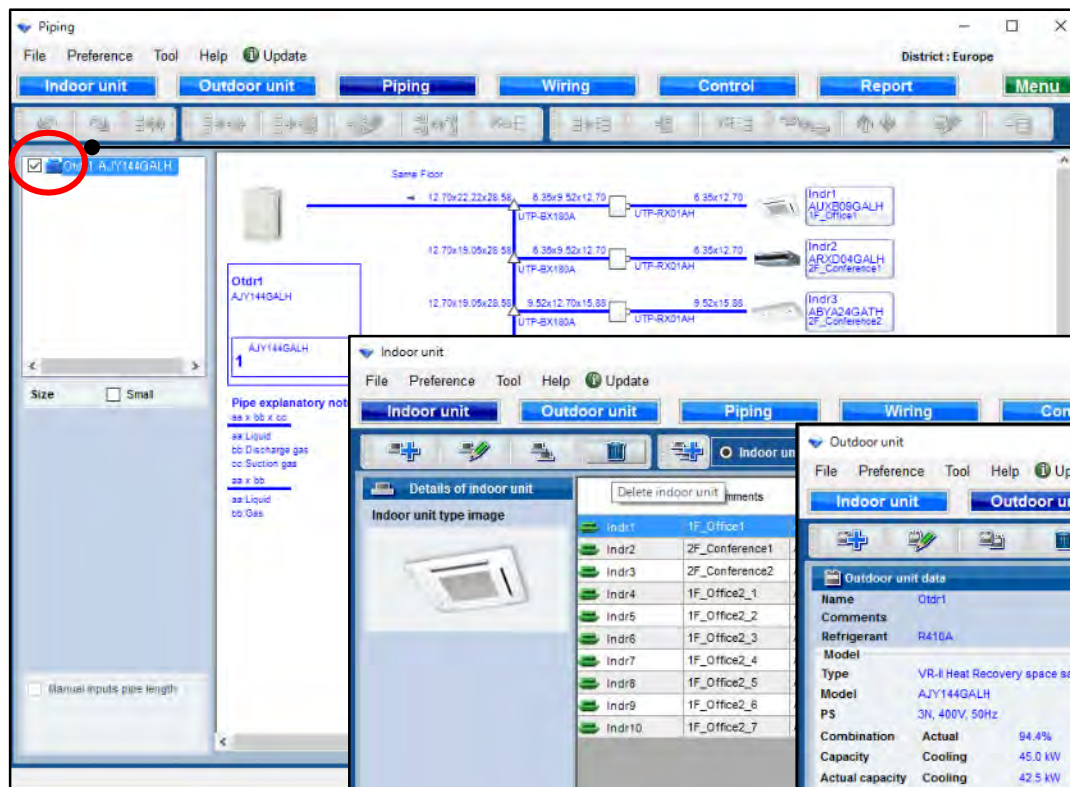 Piping
File Preference Tool Help Update
District : Europe
Indoor unit Outdoor unit Piping Wiring Control Report Menu
Otdr1 AJY144GALH
Same Floor
12.70x22.22x28.58 6.35x9.52x12.70 6.35x12.70
UTP-BX180A UTP-RX01AH
Indr1
AUXB09GALH
1F_Office1
12.70x19.05x28.58 6.35x9.52x12.70 6.35x12.70
UTP-BX180A UTP-RX01AH
Indr2
ARXD04GALH
2F_Conference1
12.70x19.05x28.58 9.52x12.70x15.88 9.52x15.88
UTP-BX180A UTP-RX01AH
Indr3
ABYA24GATH
2F_Conference2
Otdr1
AJY144GALH
AJY144GALH
1
Size Small
Pipe explanatory not
aa x bb x cc
aa:Liquid
bb:Discharge gas
cc:Suction gas
aa x bb
aa:Liquid
bb:Gas
Manual inputs pipe length
Indoor unit
File Preference Tool Help Update
Indoor unit Outdoor unit Piping Wiring Con
Indoor un
Details of indoor unit
Delete indoor unit
mments
Indoor unit type image
Indr1 1F_Office1
Indr2 2F_Conference1
Indr3 2F_Conference2
Indr4 1F_Office2_1
Indr5 1F_Office2_2
Indr6 1F_Office2_3
Indr7 1F_Office2_4
Indr8 1F_Office2_5
Indr9 1F_Office2_6
Indr10 1F_Office2_7
Outdoor unit
File Preference Tool Help Up
Indoor unit Outdoor un
Outdoor unit data
Name Otdr1
Comments
Refrigerant R410A
Model
Type VR-II Heat Recovery space sa
Model AJY144GALH
PS 3N, 400V, 50Hz
Combination Actual 94.4%
Capacity Cooling 45.0 kW
Actual capacity Cooling 42.5 kW